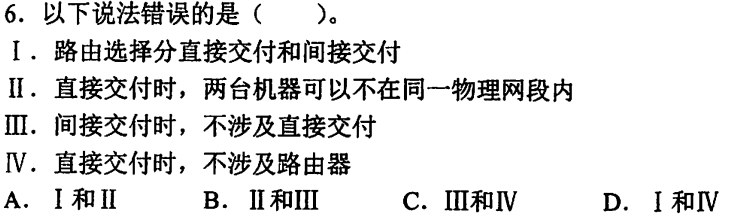 6．以下说法错误的是（　　）。
Ⅰ．路由选择分直接交付和间接交付
Ⅱ．直接交付时，两台机器可以不在同一物理网段内
Ⅲ．间接交付时，不涉及直接交付
Ⅳ．直接交付时，不涉及路由器
A．Ⅰ和Ⅱ　　B．Ⅱ和Ⅲ　　C．Ⅲ和Ⅳ　　D．Ⅰ和Ⅳ